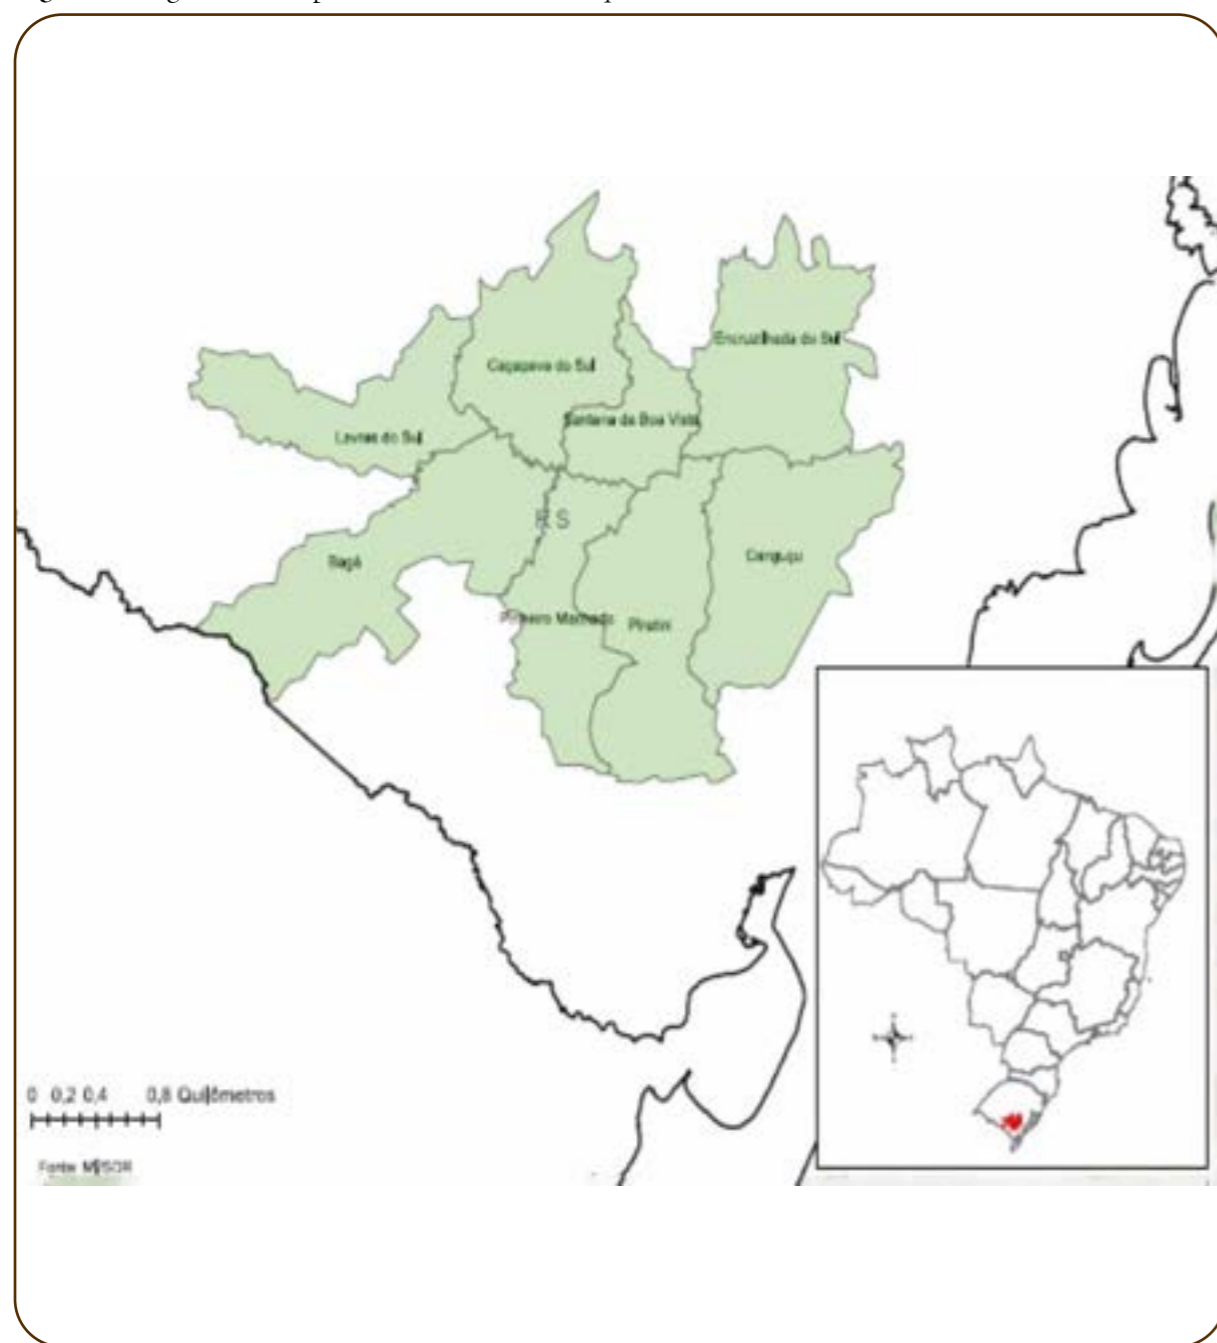 Caçapava do Sul
Encruzilhada do Sul
Santana da Boa Vista
Lavras do Sul
RS
Bagé
Canguçu
Pinheiro Machado
Piratini
0 0,2 0,4 0,8 Quilômetros
Fonte: